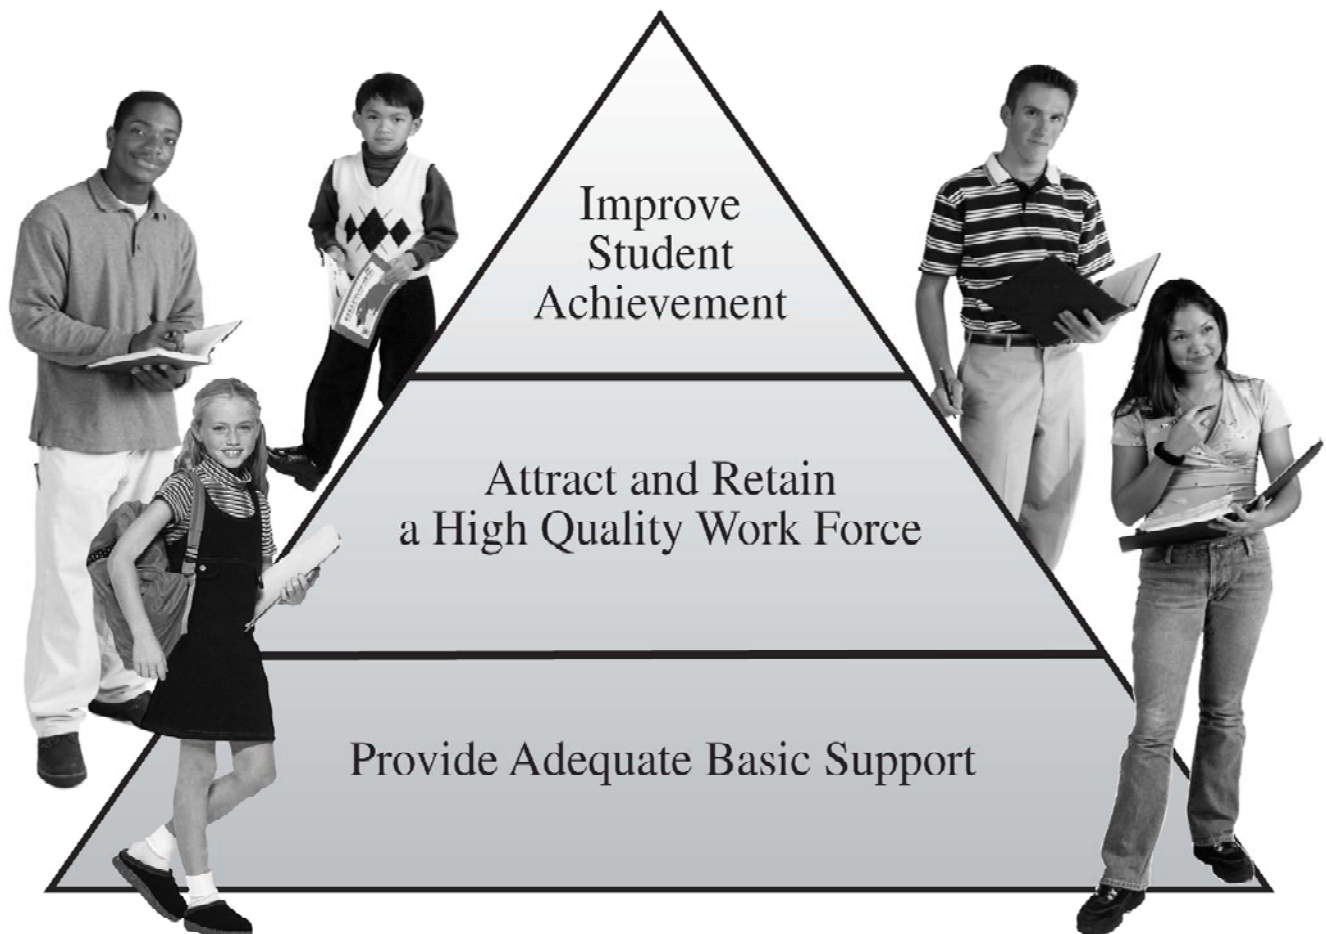 Improve
Student
Achievement
Attract and Retain
a High Quality Work Force
Provide Adequate Basic Support